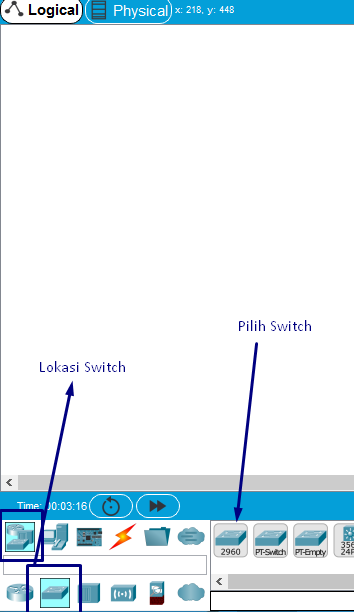 Logical
Physical
x: 218, y: 448
Pilih Switch
Lokasi Switch
Time: 00:03:16
2960
PT-Switch
PT-Empty